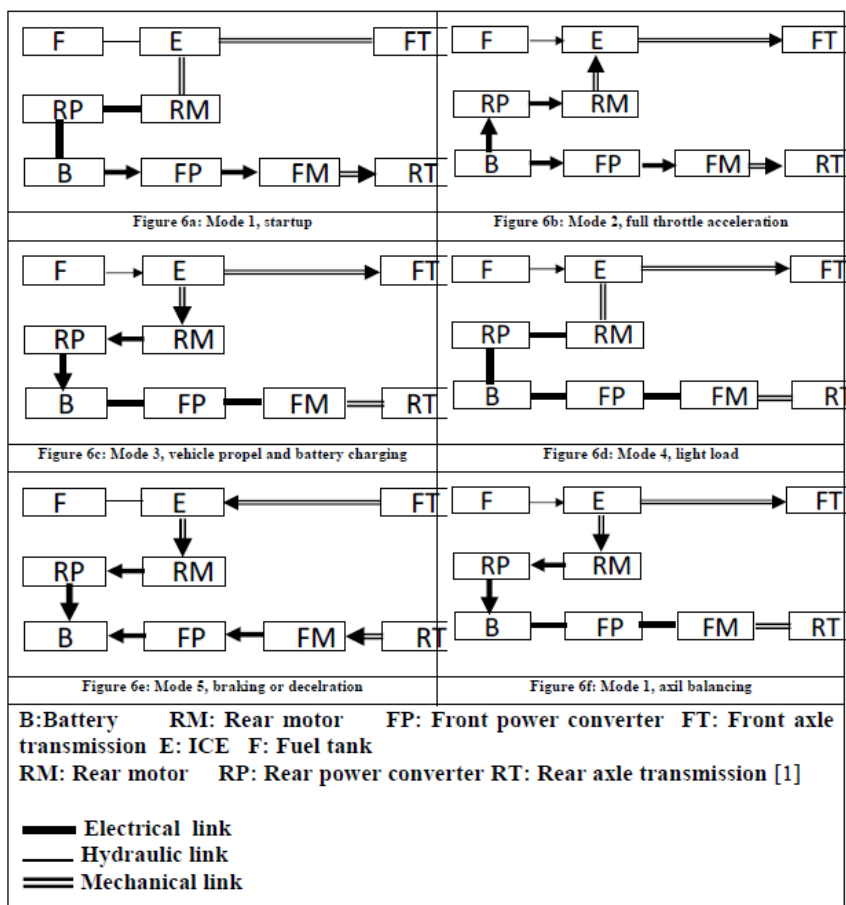 F E FT
RP RM
B FP FM RT
Figure 6a: Mode 1, startup
F E FT
RP RM
B FP FM RT
Figure 6b: Mode 2, full throttle acceleration
F E FT
RP RM
B FP FM RT
Figure 6c: Mode 3, vehicle propel and battery charging
F E FT
RP RM
B FP FM RT
Figure 6d: Mode 4, light load
F E FT
RP RM
B FP FM RT
Figure 6e: Mode 5, braking or decelration
F E FT
RP RM
B FP FM RT
Figure 6f: Mode 1, axil balancing
B:Battery RM: Rear motor FP: Front power converter FT: Front axle
transmission E: ICE F: Fuel tank
RM: Rear motor RP: Rear power converter RT: Rear axle transmission [1]
Electrical link
Hydraulic link
Mechanical link